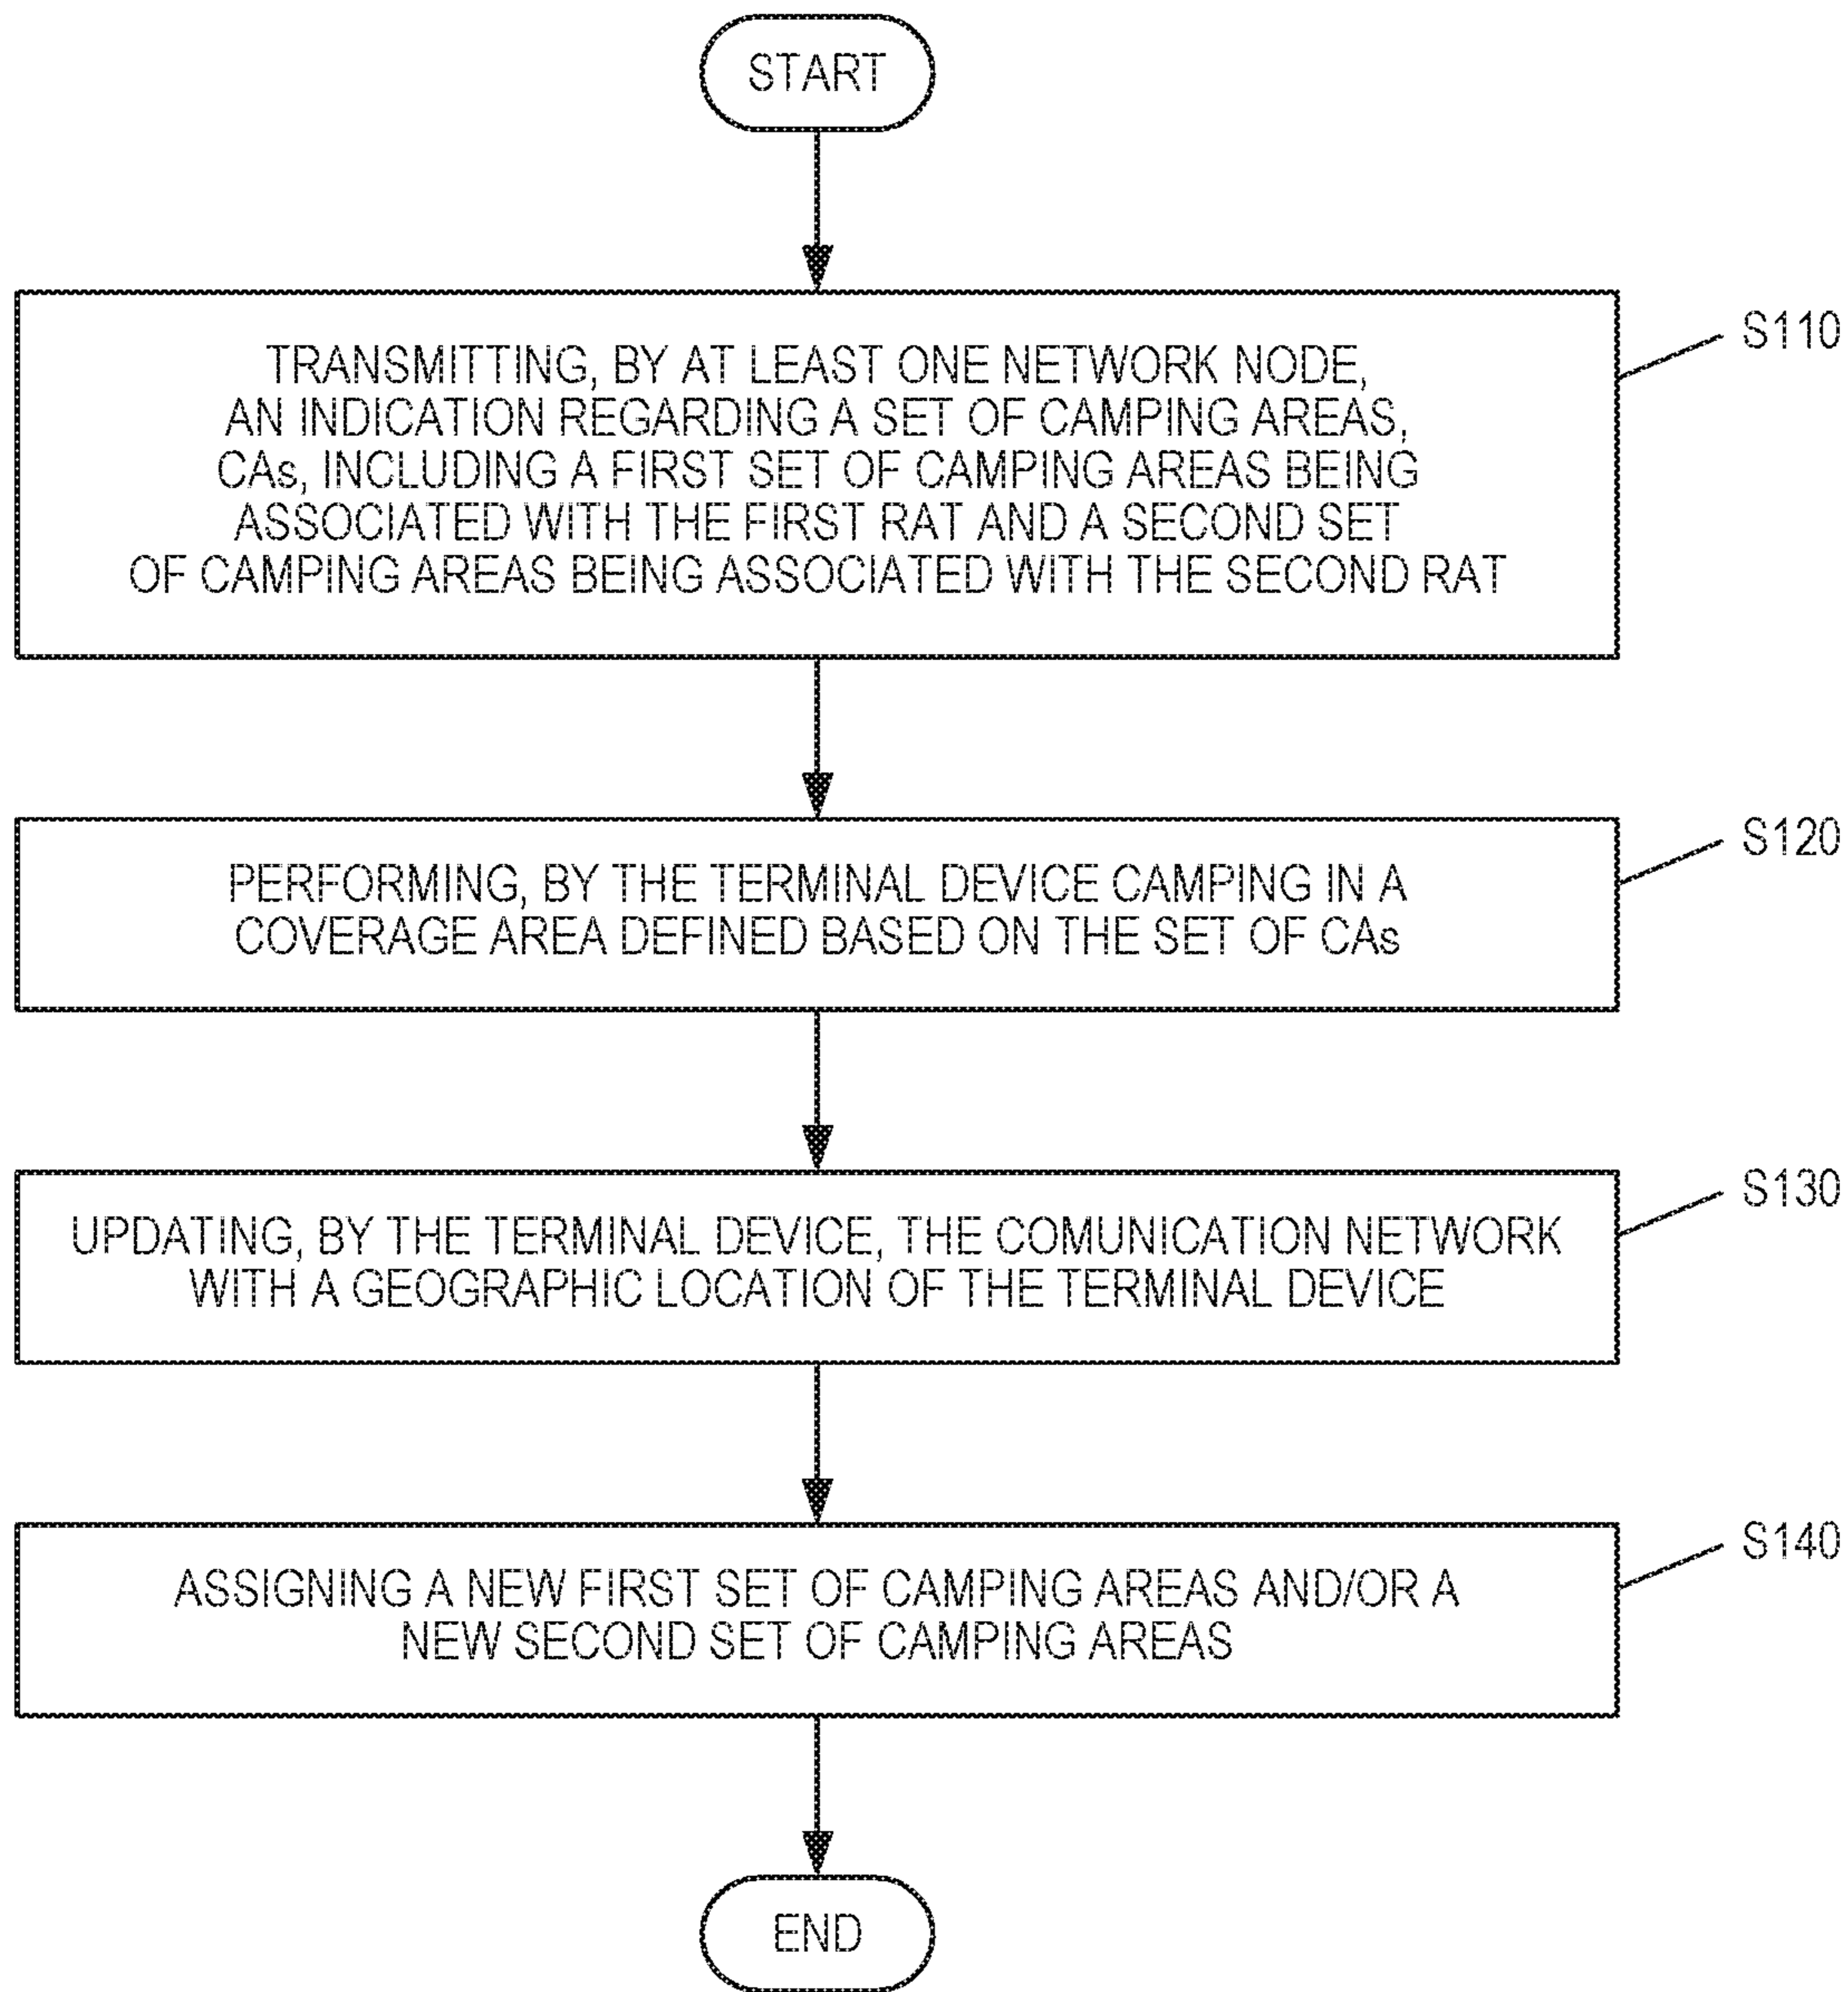 START
TRANSMITTING, BY AT LEAST ONE NETWORK NODE,
AN INDICATION REGARDING A SET OF CAMPING AREAS,
CAs, INCLUDING A FIRST SET OF CAMPING AREAS BEING
ASSOCIATED WITH THE FIRST RAT AND A SECOND SET
OF CAMPING AREAS BEING ASSOCIATED WITH THE SECOND RAT
S110
PERFORMING, BY THE TERMINAL DEVICE CAMPING IN A
COVERAGE AREA DEFINED BASED ON THE SET OF CAs
S120
UPDATING, BY THE TERMINAL DEVICE, THE COMUNICATION NETWORK
WITH A GEOGRAPHIC LOCATION OF THE TERMINAL DEVICE
S130
ASSIGNING A NEW FIRST SET OF CAMPING AREAS AND/OR A
NEW SECOND SET OF CAMPING AREAS
S140
END